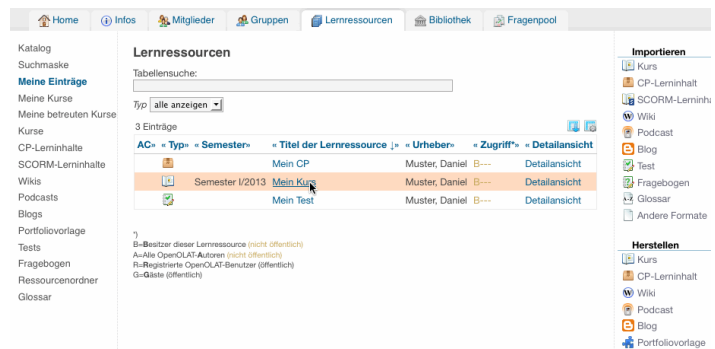 Home Infos Mitglieder Gruppen Lernressourcen Bibliothek Fragenpool
Katalog
Suchmaske
Meine Einträge
Meine Kurse
Meine betreuten Kurse
Kurse
CP-Lerninhalte
SCORM-Lerninhalte
Wikis
Podcasts
Blogs
Portfoliovorlage
Tests
Fragebogen
Ressourcenordner
Glossar
Lernressourcen
Tabellensuche:
Typ alle anzeigen
3 Einträge
AC» « Typ» « Semester» « Titel der Lernressource ↓» « Urheber» « Zugriff*» « Detailansicht
Mein CP Muster, Daniel B--- Detailansicht
Semester I/2013 Mein Kurs Muster, Daniel B--- Detailansicht
Mein Test Muster, Daniel B--- Detailansicht
*)
B=Besitzer dieser Lernressource (nicht öffentlich)
A=Alle OpenOLAT-Autoren (nicht öffentlich)
R=Registrierte OpenOLAT-Benutzer (öffentlich)
G=Gäste (öffentlich)
Importieren
Kurs
CP-Lerninhalt
SCORM-Lerninha
Wiki
Podcast
Blog
Test
Fragebogen
Glossar
Andere Formate
Herstellen
Kurs
CP-Lerninhalt
Wiki
Podcast
Blog
Portfoliovorlage